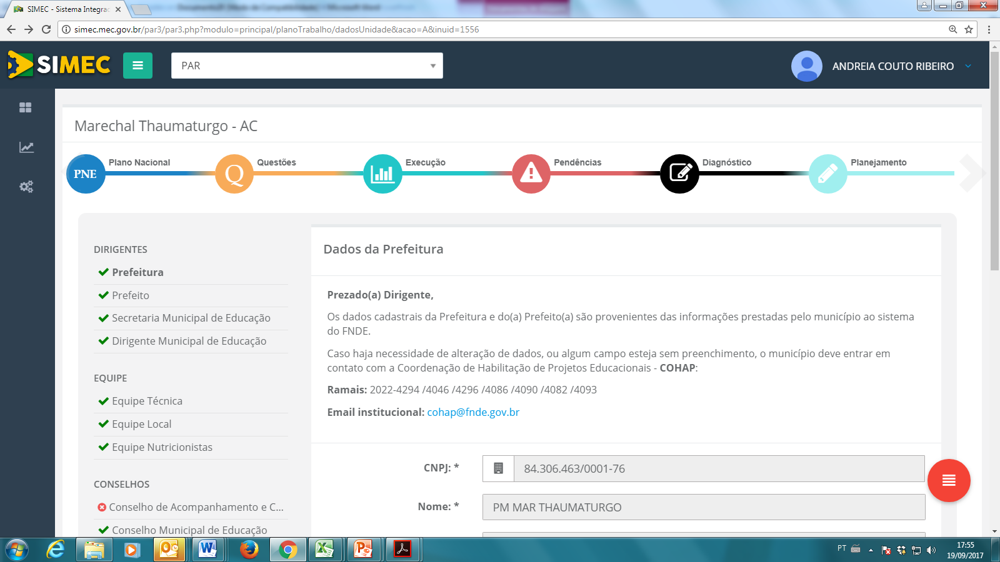 SIMEC - Sistema Integrac
simec.mec.gov.br/par3/par3.php?modulo=principal/planoTrabalho/dadosUnidade&acao=A&inuid=1556
SIMEC
PAR
ANDREIA COUTO RIBEIRO
Marechal Thaumaturgo - AC
PNE
Plano Nacional
Q
Questões
Execução
Pendências
Diagnóstico
Planejamento
DIRIGENTES
Prefeitura
Prefeito
Secretaria Municipal de Educação
Dirigente Municipal de Educação
EQUIPE
Equipe Técnica
Equipe Local
Equipe Nutricionistas
CONSELHOS
Conselho de Acompanhamento e C...
Conselho Municipal de Educação
Dados da Prefeitura
Prezado(a) Dirigente,
Os dados cadastrais da Prefeitura e do(a) Prefeito(a) são provenientes das informações prestadas pelo município ao sistema
do FNDE.
Caso haja necessidade de alteração de dados, ou algum campo esteja sem preenchimento, o município deve entrar em
contato com a Coordenação de Habilitação de Projetos Educacionais - COHAP:
Ramais: 2022-4294 /4046 /4296 /4086 /4090 /4082 /4093
Email institucional: cohap@fnde.gov.br
CNPJ: * 84.306.463/0001-76
Nome: * PM MAR THAUMATURGO
PT
17:55
19/09/2017